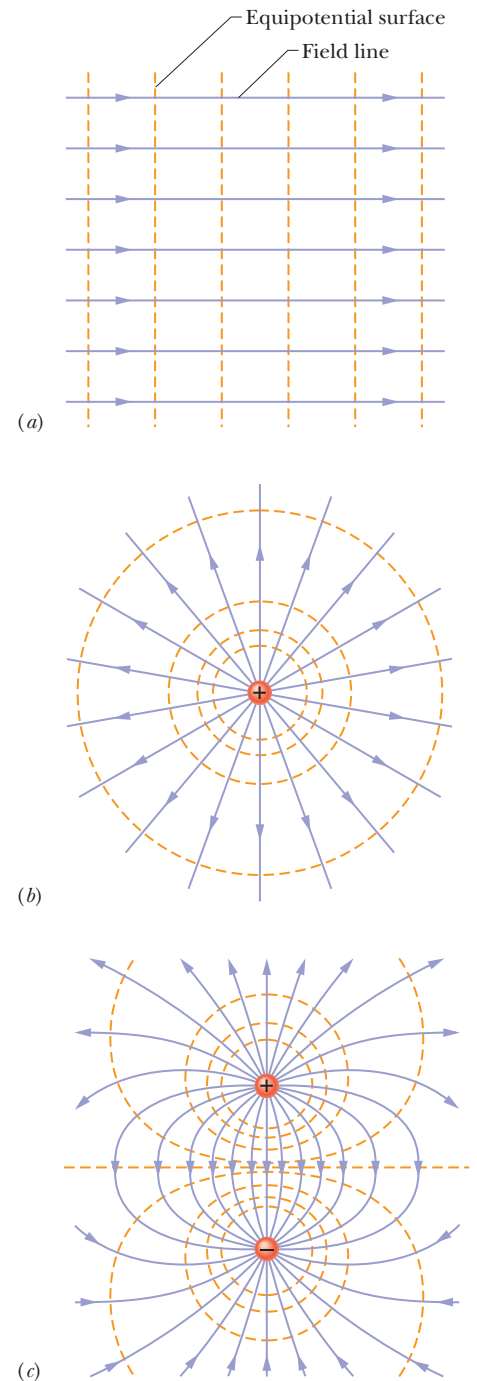 Equipotential surface
Field line
(a)
+
(b)
+
–
(c)